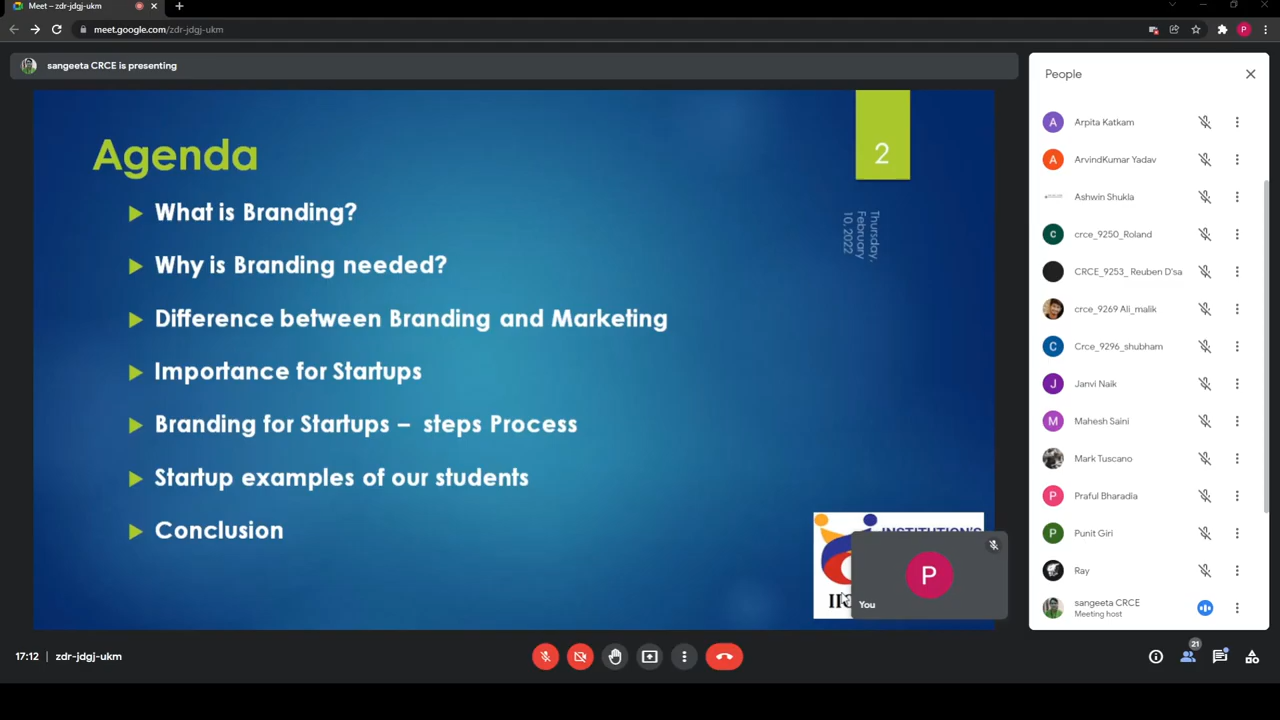 Meet – zdr-jdgj-ukm
meet.google.com/zdr-jdgj-ukm
P
sangeeta CRCE is presenting
People
Agenda
2
Thursday, February 10, 2022
What is Branding?
Why is Branding needed?
Difference between Branding and Marketing
Importance for Startups
Branding for Startups – steps Process
Startup examples of our students
Conclusion
INSTITUTION'S
P
You
A Arpita Katkam
A ArvindKumar Yadav
Ashwin Shukla
c crce_9250_Roland
CRCE_9253_ Reuben D'sa
crce_9269 Ali_malik
C Crce_9296_shubham
J Janvi Naik
M Mahesh Saini
Mark Tuscano
P Praful Bharadia
P Punit Giri
Ray
sangeeta CRCE
Meeting host
17:12 zdr-jdgj-ukm
21